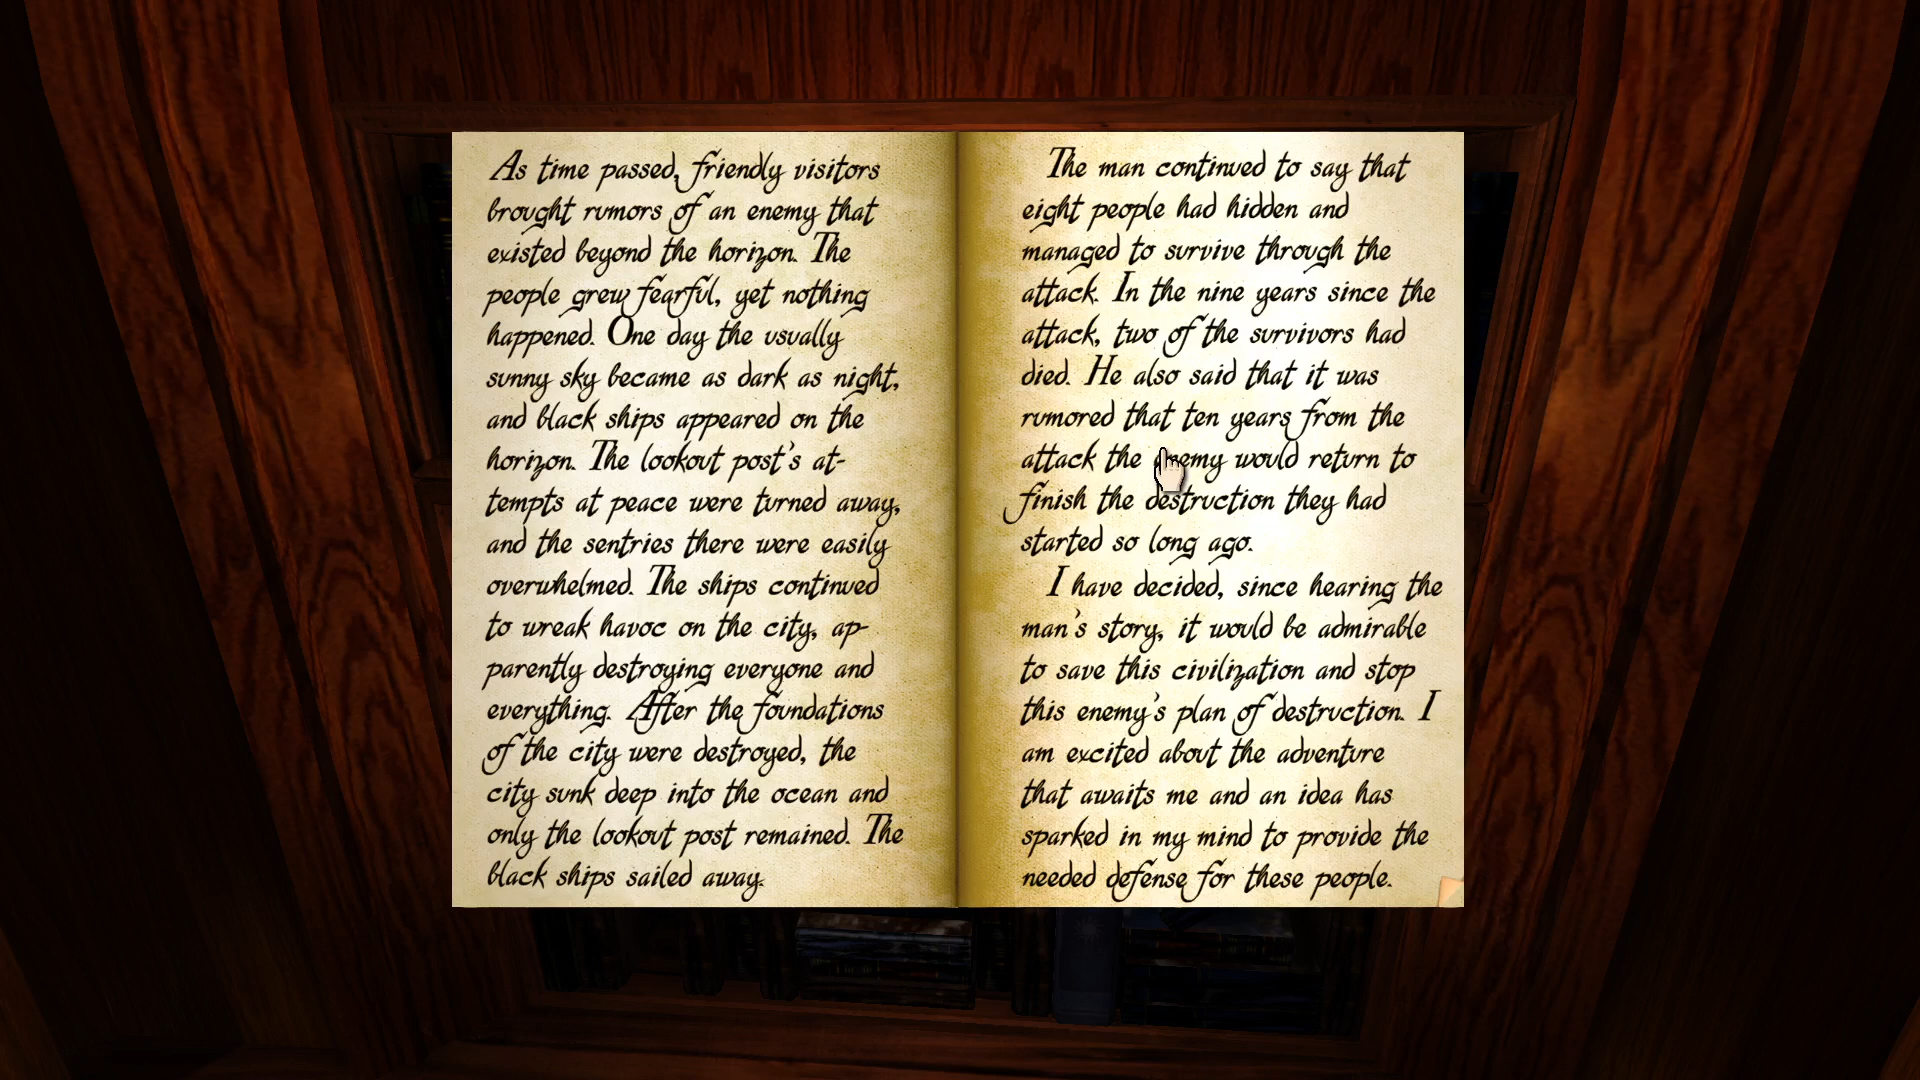 As time passed, friendly visitors
brought rumors of an enemy that
existed beyond the horizon. The
people grew fearful, yet nothing
happened. One day the usually
sunny sky became as dark as night,
and black ships appeared on the
horizon. The lookout post's at-
tempts at peace were turned away,
and the sentries there were easily
overwhelmed. The ships continued
to wreak havoc on the city, ap-
parently destroying everyone and
everything. After the foundations
of the city were destroyed, the
city sunk deep into the ocean and
only the lookout post remained. The
black ships sailed away.
The man continued to say that
eight people had hidden and
managed to survive through the
attack. In the nine years since the
attack, two of the survivors had
died. He also said that it was
rumored that ten years from the
attack the enemy would return to
finish the destruction they had
started so long ago.
I have decided, since hearing the
man's story, it would be admirable
to save this civilization and stop
this enemy's plan of destruction. I
am excited about the adventure
that awaits me and an idea has
sparked in my mind to provide the
needed defense for these people.